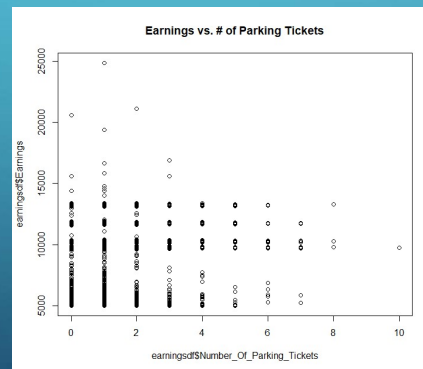 Earnings vs. # of Parking Tickets
25000
20000
15000
10000
5000
earningsdf$Earnings
0 2 4 6 8 10
earningsdf$Number_Of_Parking_Tickets